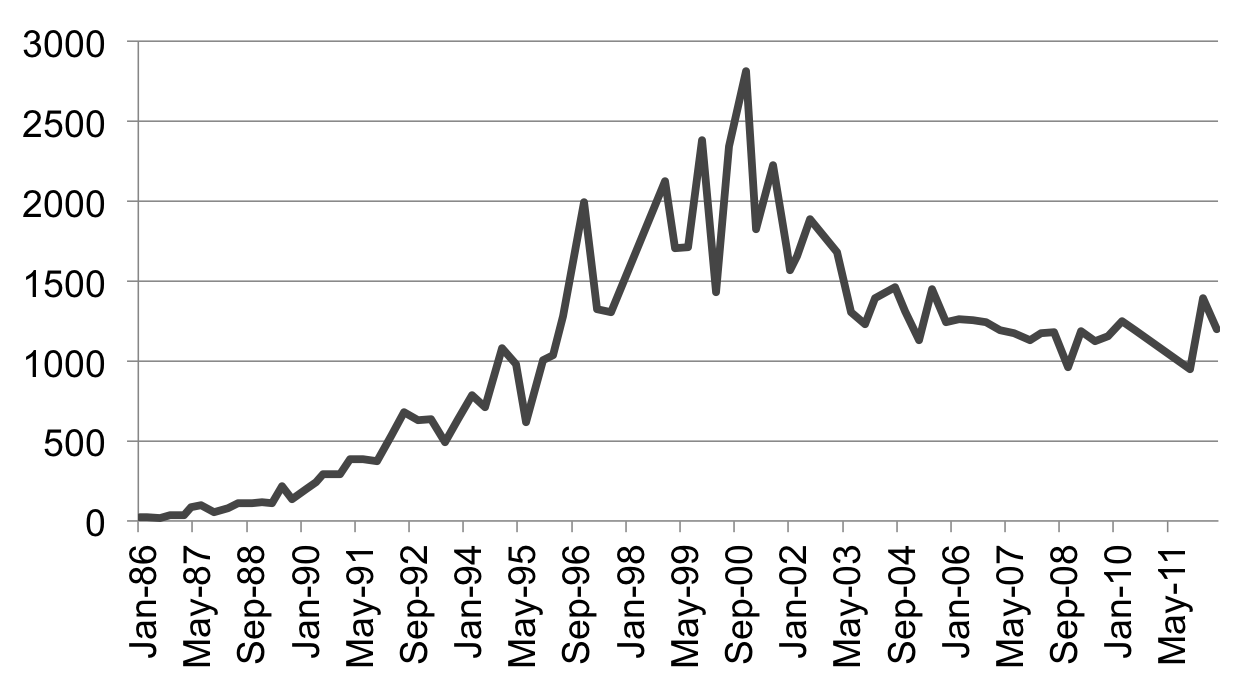 3000
2500
2000
1500
1000
500
0
Jan-86
May-87
Sep-88
Jan-90
May-91
Sep-92
Jan-94
May-95
Sep-96
Jan-98
May-99
Sep-00
Jan-02
May-03
Sep-04
Jan-06
May-07
Sep-08
Jan-10
May-11